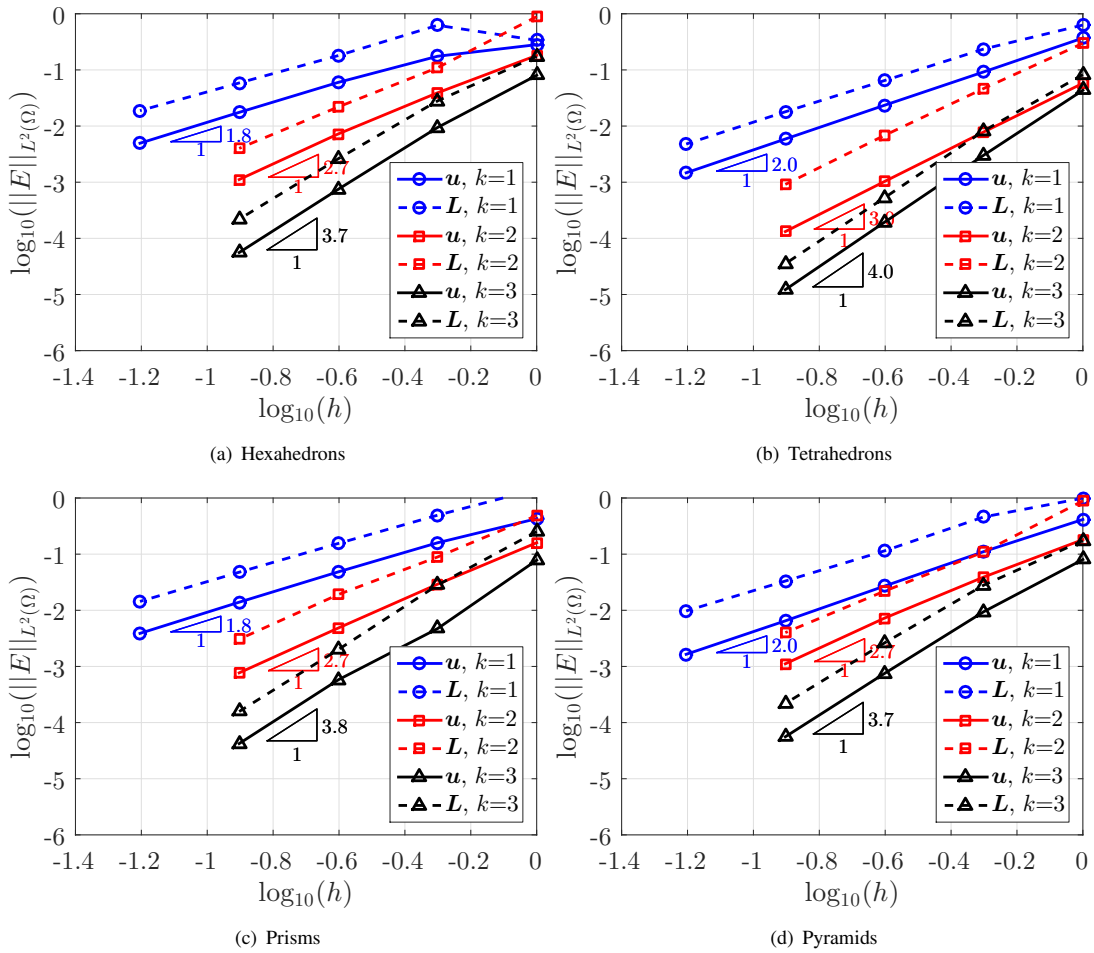 0
-1
-2
-3
-4
-5
-6
log₁₀(||E||_{L²(Ω)})
1.8
1
2.7
1
3.7
1
u, k=1
L, k=1
u, k=2
L, k=2
u, k=3
L, k=3
-1.4 -1.2 -1 -0.8 -0.6 -0.4 -0.2 0
log₁₀(h)
(a) Hexahedrons
0
-1
-2
-3
-4
-5
-6
log₁₀(||E||_{L²(Ω)})
2.0
1
1
4.0
1
u, k=1
L, k=1
u, k=2
L, k=2
u, k=3
L, k=3
-1.4 -1.2 -1 -0.8 -0.6 -0.4 -0.2 0
log₁₀(h)
(b) Tetrahedrons
0
-1
-2
-3
-4
-5
-6
log₁₀(||E||_{L²(Ω)})
1.8
1
2.7
1
3.8
1
u, k=1
L, k=1
u, k=2
L, k=2
u, k=3
L, k=3
-1.4 -1.2 -1 -0.8 -0.6 -0.4 -0.2 0
log₁₀(h)
(c) Prisms
0
-1
-2
-3
-4
-5
-6
log₁₀(||E||_{L²(Ω)})
2.0
1
2.7
1
3.7
1
u, k=1
L, k=1
u, k=2
L, k=2
u, k=3
L, k=3
-1.4 -1.2 -1 -0.8 -0.6 -0.4 -0.2 0
log₁₀(h)
(d) Pyramids